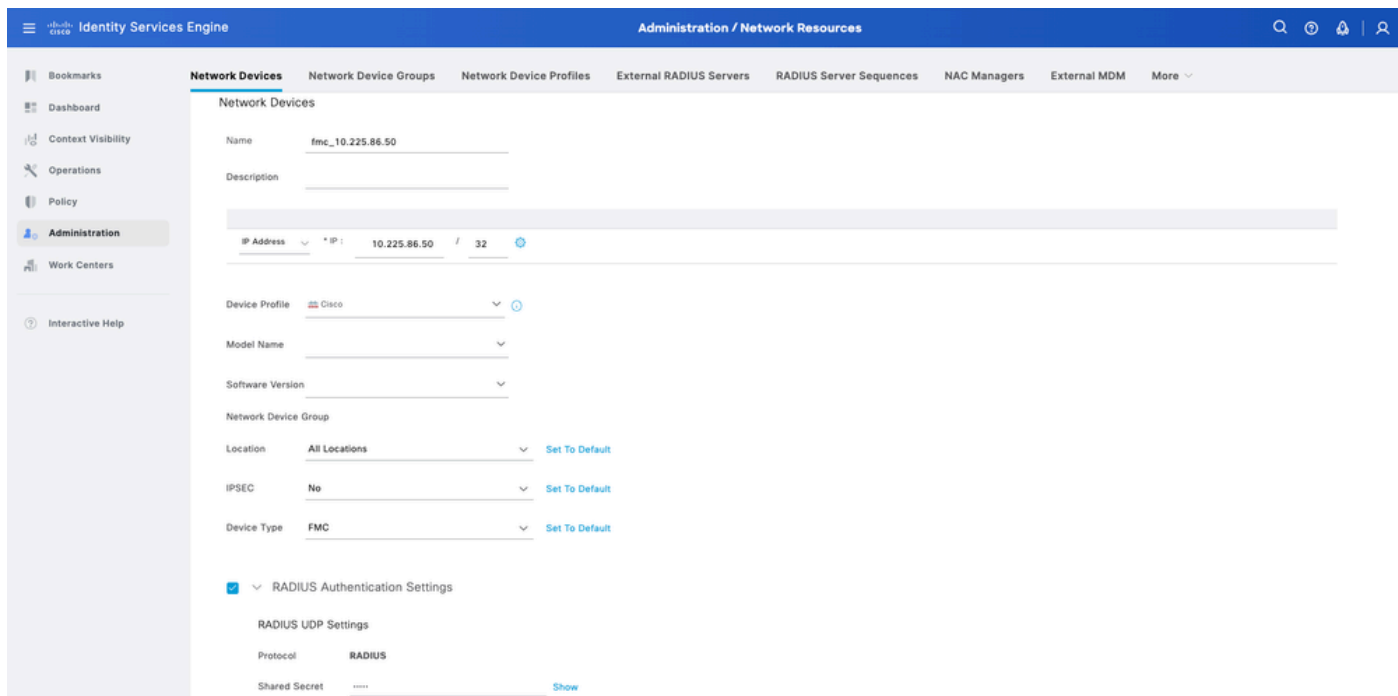 cisco Identity Services Engine
Administration / Network Resources
Bookmarks
Dashboard
Context Visibility
Operations
Policy
Administration
Work Centers
Interactive Help
Network Devices Network Device Groups Network Device Profiles External RADIUS Servers RADIUS Server Sequences NAC Managers External MDM More
Network Devices
Name fmc_10.225.86.50
Description
IP Address * IP : 10.225.86.50 / 32
Device Profile Cisco
Model Name
Software Version
Network Device Group
Location All Locations Set To Default
IPSEC No Set To Default
Device Type FMC Set To Default
RADIUS Authentication Settings
RADIUS UDP Settings
Protocol RADIUS
Shared Secret ····· Show